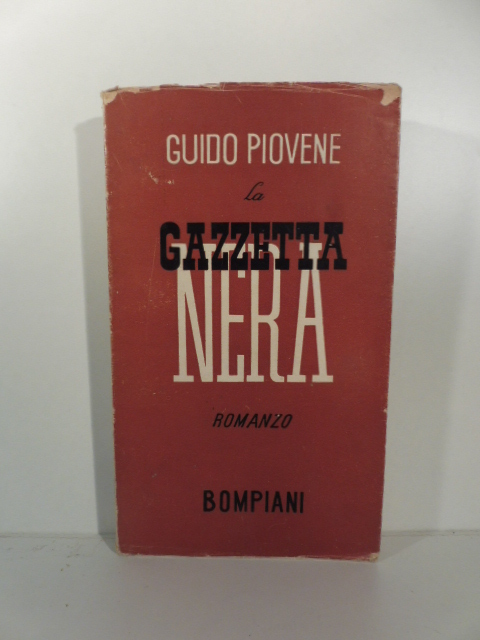 GUIDO PIOVENE
La
GAZZETTA
NERA
ROMANZO
BOMPIANI